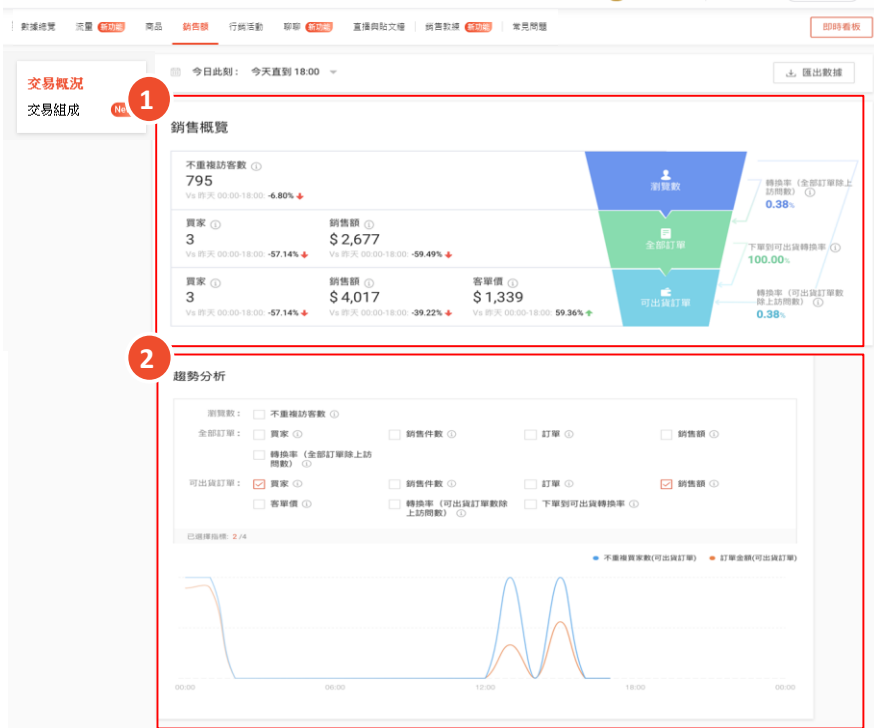 數據總覽 流量 新功能 商品 銷售額 行銷活動 聊聊 新功能 直播與貼文牆 銷售教練 新功能 常見問題
即時看板
交易概況
交易組成
今日此刻： 今天直到 18:00
匯出數據
1
銷售概覽
不重複訪客數
795
Vs 昨天 00:00-18:00: -6.80%
買家 銷售額
3 $ 2,677
Vs 昨天 00:00-18:00: -57.14% Vs 昨天 00:00-18:00: -59.49%
買家 銷售額 客單價
3 $ 4,017 $ 1,339
Vs 昨天 00:00-18:00: -57.14% Vs 昨天 00:00-18:00: -39.22% Vs 昨天 00:00-18:00: 59.36%
瀏覽數
全部訂單
可出貨訂單
轉換率（全部訂單除上
訪問數）
0.38%
下單到可出貨轉換率
100.00%
轉換率（可出貨訂單數
除上訪問數）
0.38%
2
趨勢分析
瀏覽數： 不重複訪客數
全部訂單： 買家 銷售件數 訂單 銷售額
轉換率（全部訂單除上訪
問數）
可出貨訂單： 買家 銷售件數 訂單 銷售額
客單價 轉換率（可出貨訂單數除
上訪問數） 下單到可出貨轉換率
已選擇指標: 2 /4
不重複買家數(可出貨訂單) 訂單金額(可出貨訂單)
00:00 06:00 12:00 18:00 00:00